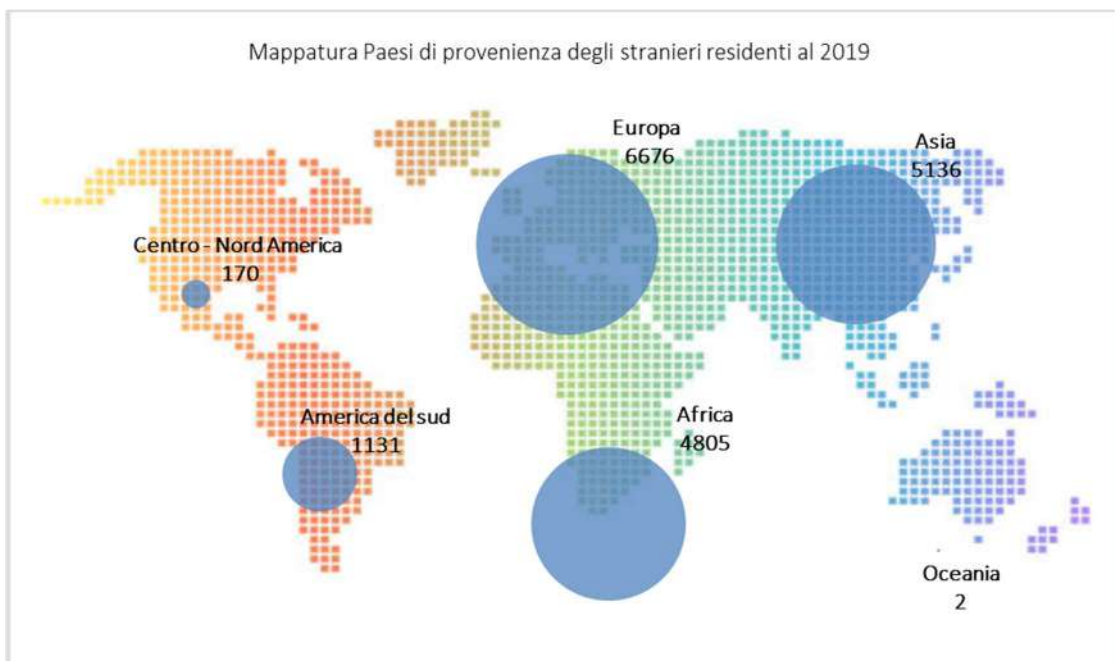 Mappatura Paesi di provenienza degli stranieri residenti al 2019
Europa
6676
Asia
5136
Centro - Nord America
170
America del sud
1131
Africa
4805
Oceania
2